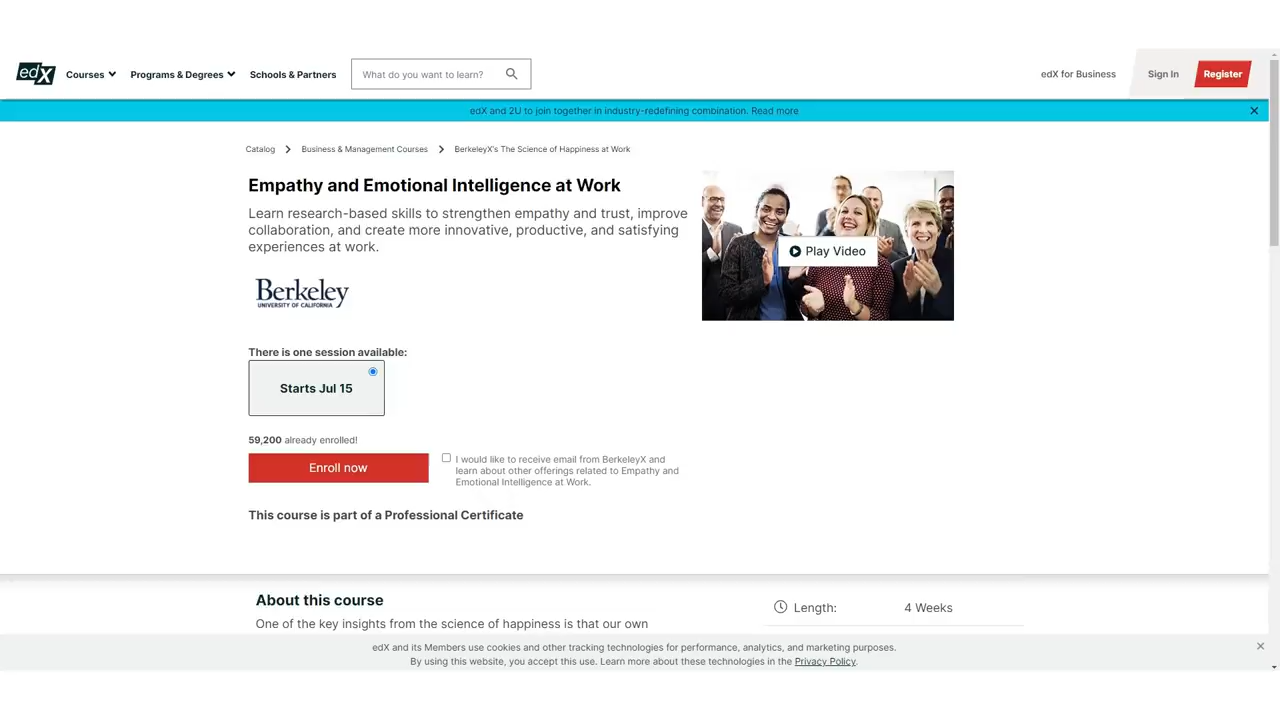 edX
Courses
Programs & Degrees
Schools & Partners
What do you want to learn?
edX for Business
Sign In
Register
edX and 2U to join together in industry-redefining combination. Read more
Catalog
Business & Management Courses
BerkeleyX's The Science of Happiness at Work
Empathy and Emotional Intelligence at Work
Learn research-based skills to strengthen empathy and trust, improve
collaboration, and create more innovative, productive, and satisfying
experiences at work.
Play Video
Berkeley
UNIVERSITY OF CALIFORNIA
There is one session available:
Starts Jul 15
59,200 already enrolled!
Enroll now
I would like to receive email from BerkeleyX and
learn about other offerings related to Empathy and
Emotional Intelligence at Work.
This course is part of a Professional Certificate
About this course
Length:
4 Weeks
One of the key insights from the science of happiness is that our own
edX and its Members use cookies and other tracking technologies for performance, analytics, and marketing purposes.
By using this website, you accept this use. Learn more about these technologies in the Privacy Policy.